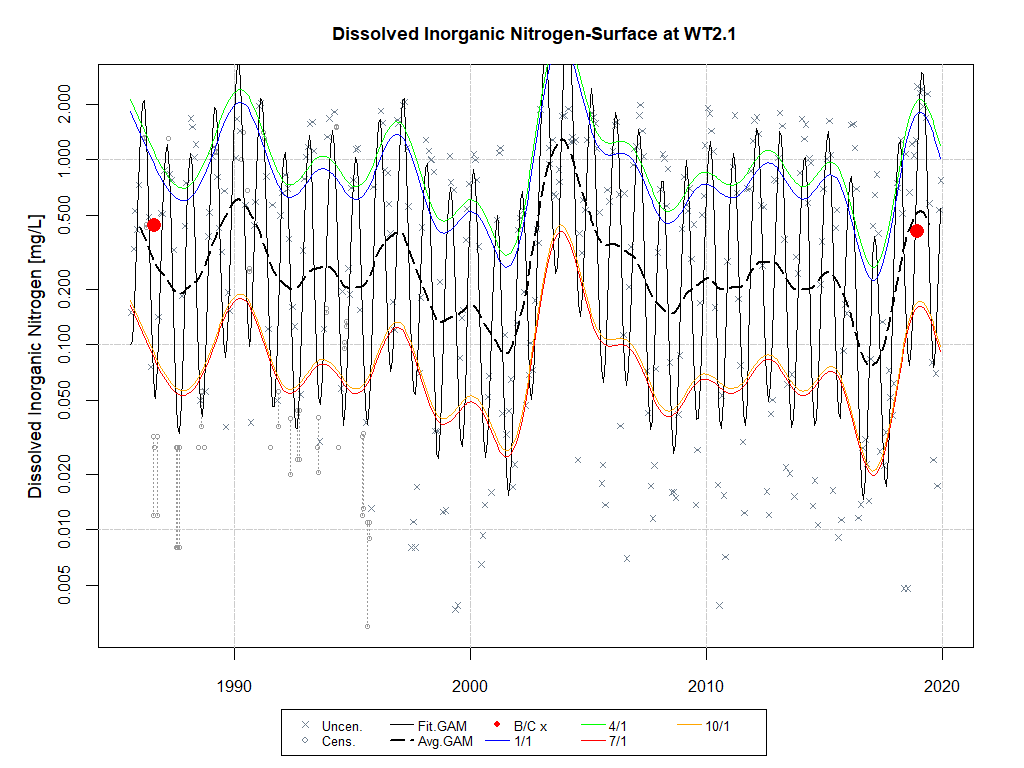 Dissolved Inorganic Nitrogen-Surface at WT2.1
Dissolved Inorganic Nitrogen [mg/L]
2.000
1.000
0.500
0.200
0.100
0.050
0.020
0.010
0.005
1990 2000 2010 2020
Uncen. Fit.GAM B/C x 4/1 10/1
Cens. Avg.GAM 1/1 7/1